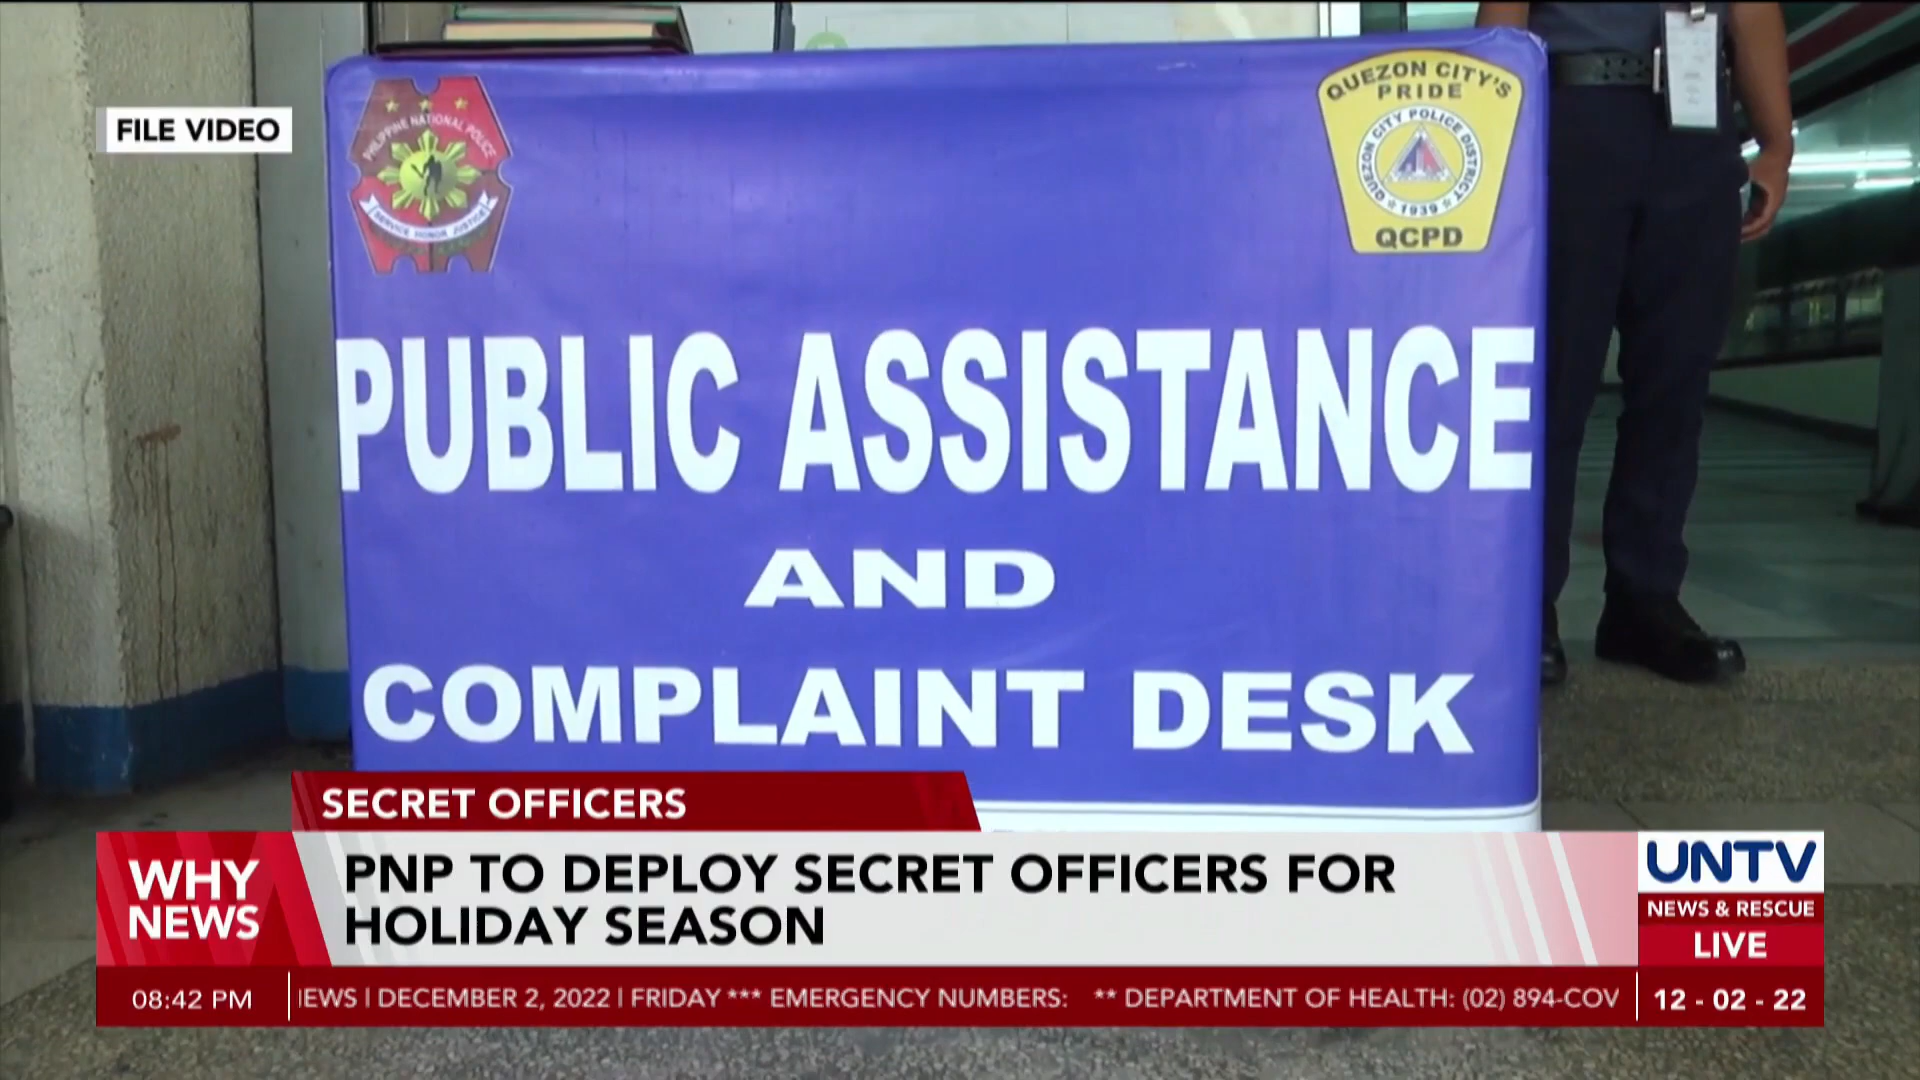 FILE VIDEO
PHILIPPINE NATIONAL POLICE
SERVICE HONOR JUSTICE
QUEZON CITY'S
PRIDE
QUEZON CITY POLICE DISTRICT
1939
QCPD
PUBLIC ASSISTANCE
AND
COMPLAINT DESK
SECRET OFFICERS
WHY
NEWS
PNP TO DEPLOY SECRET OFFICERS FOR
HOLIDAY SEASON
UNTV
NEWS & RESCUE
LIVE
08:42 PM
IEWS | DECEMBER 2, 2022 | FRIDAY *** EMERGENCY NUMBERS: ** DEPARTMENT OF HEALTH: (02) 894-COV
12 - 02 - 22